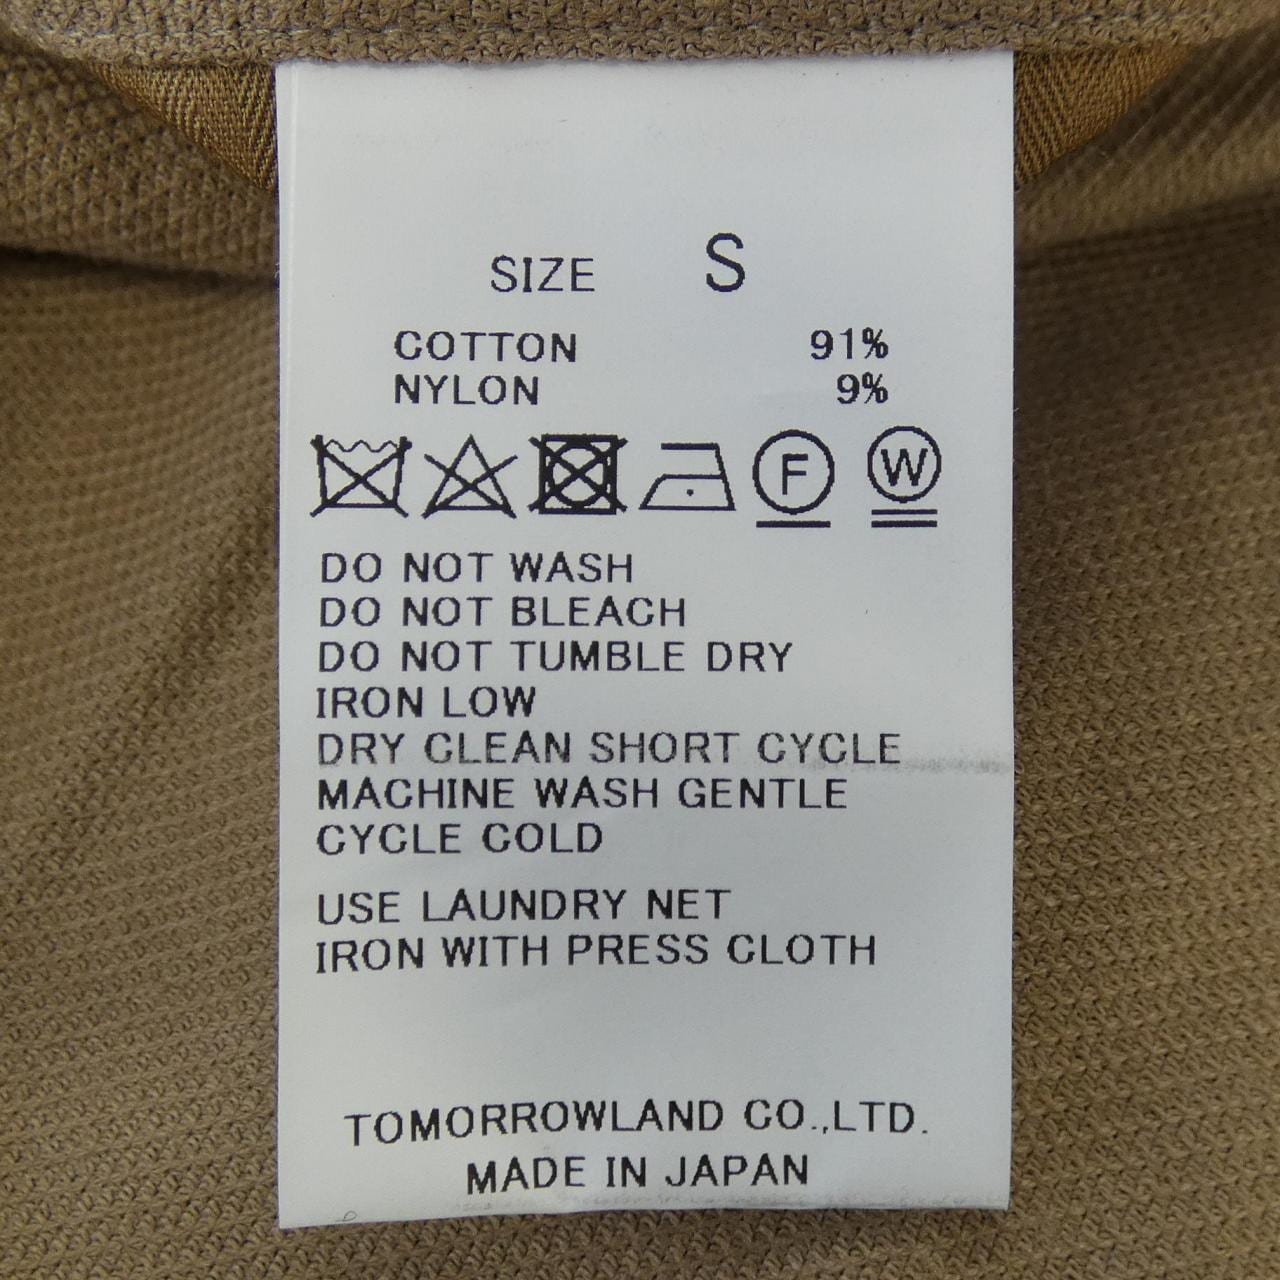 SIZE S
COTTON 91%
NYLON 9%
F W
DO NOT WASH
DO NOT BLEACH
DO NOT TUMBLE DRY
IRON LOW
DRY CLEAN SHORT CYCLE
MACHINE WASH GENTLE
CYCLE COLD
USE LAUNDRY NET
IRON WITH PRESS CLOTH
TOMORROWLAND CO.,LTD.
MADE IN JAPAN